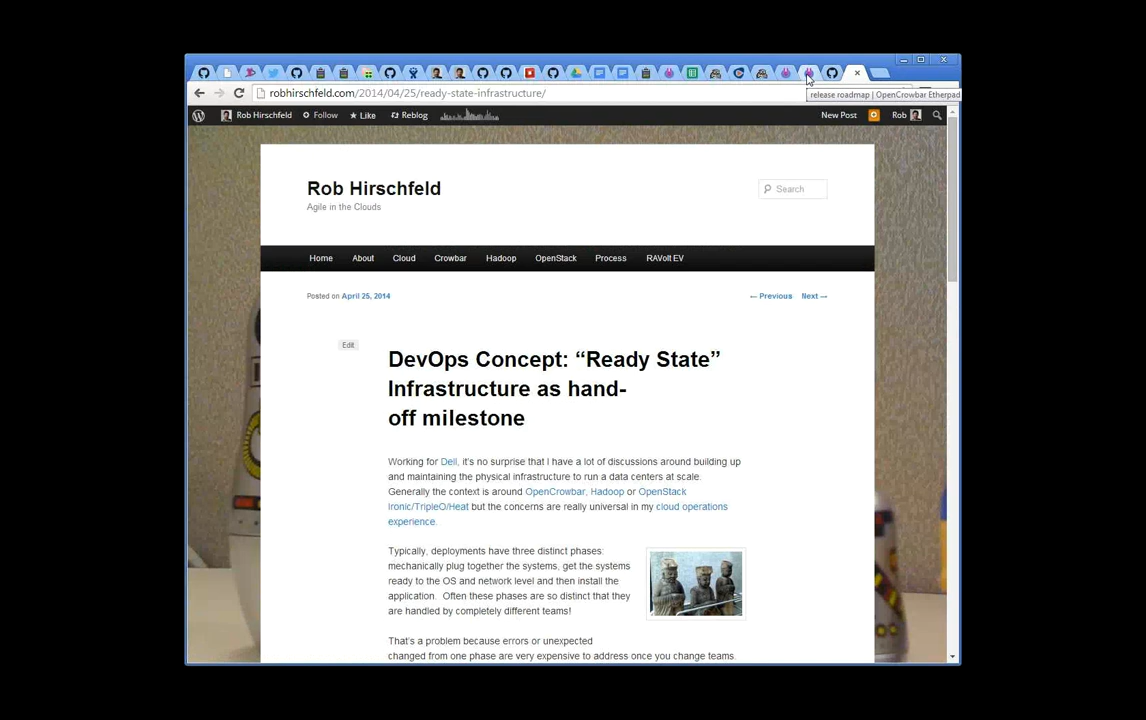 robhirschfeld.com/2014/04/25/ready-state-infrastructure/
release roadmap | OpenCrowbar Etherpad
Rob Hirschfeld Follow Like Reblog New Post Rob
Rob Hirschfeld
Agile in the Clouds
Search
Home About Cloud Crowbar Hadoop OpenStack Process RAVolt EV
Posted on April 25, 2014 ← Previous Next →
Edit
DevOps Concept: “Ready State”
Infrastructure as hand-
off milestone
Working for Dell, it’s no surprise that I have a lot of discussions around building up
and maintaining the physical infrastructure to run a data centers at scale.
Generally the context is around OpenCrowbar, Hadoop or OpenStack
Ironic/TripleO/Heat but the concerns are really universal in my cloud operations
experience.
Typically, deployments have three distinct phases:
mechanically plug together the systems, get the systems
ready to the OS and network level and then install the
application. Often these phases are so distinct that they
are handled by completely different teams!
That’s a problem because errors or unexpected
changed from one phase are very expensive to address once you change teams.